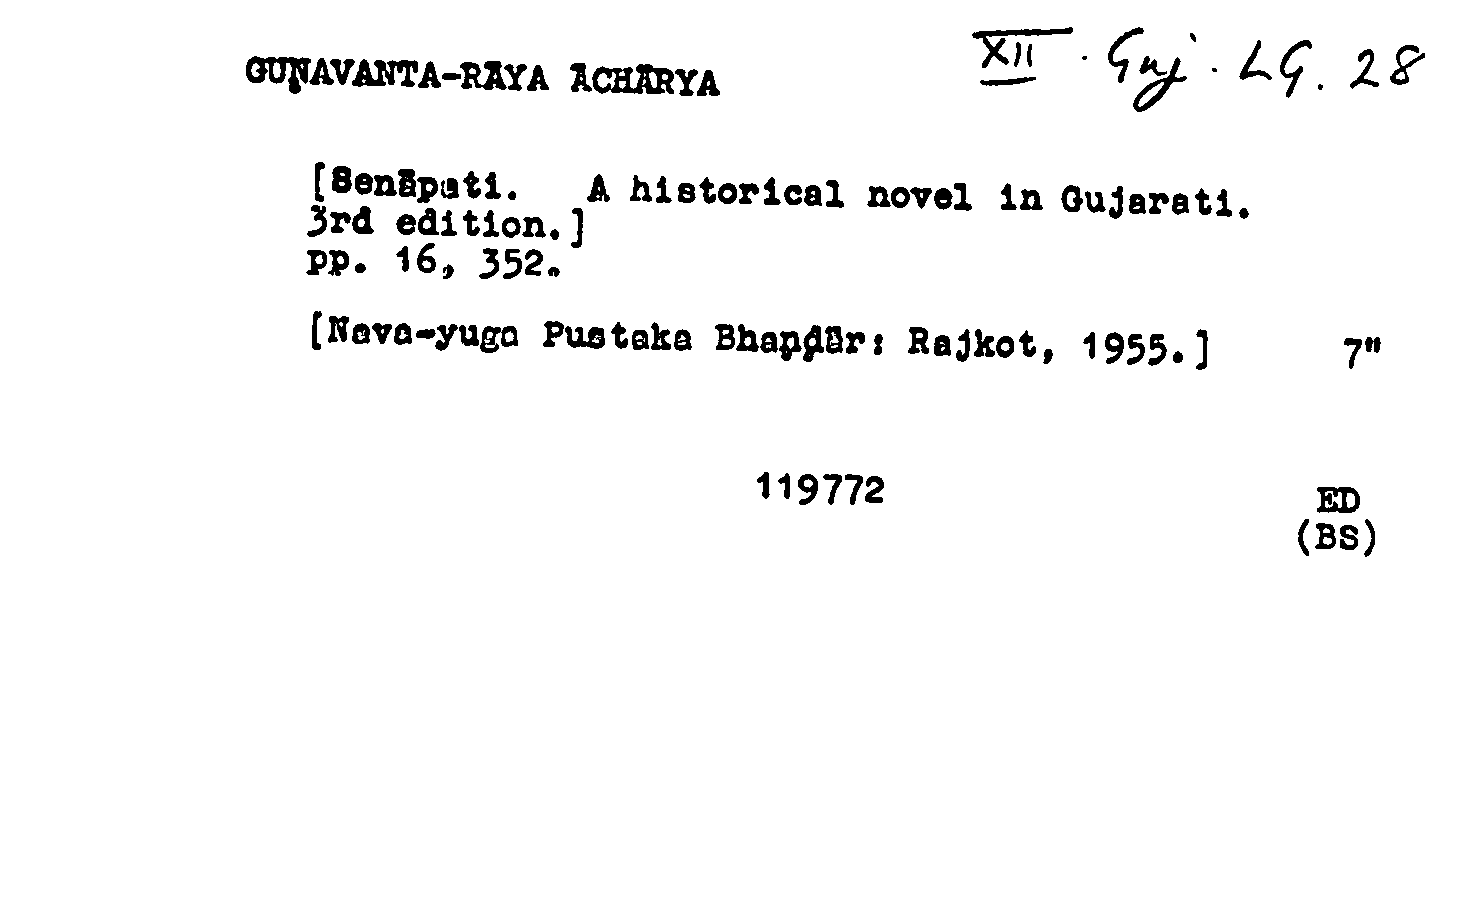 GUṆAVANTA-RĀYA ĀCHĀRYA
XII . Guj . LG. 28
[Senāpati. A historical novel in Gujarati.
3rd edition.]
pp. 16, 352.
[Nava-yuga Pustaka Bhaṇḍār: Rajkot, 1955.] 7"
119772
ED
(BS)